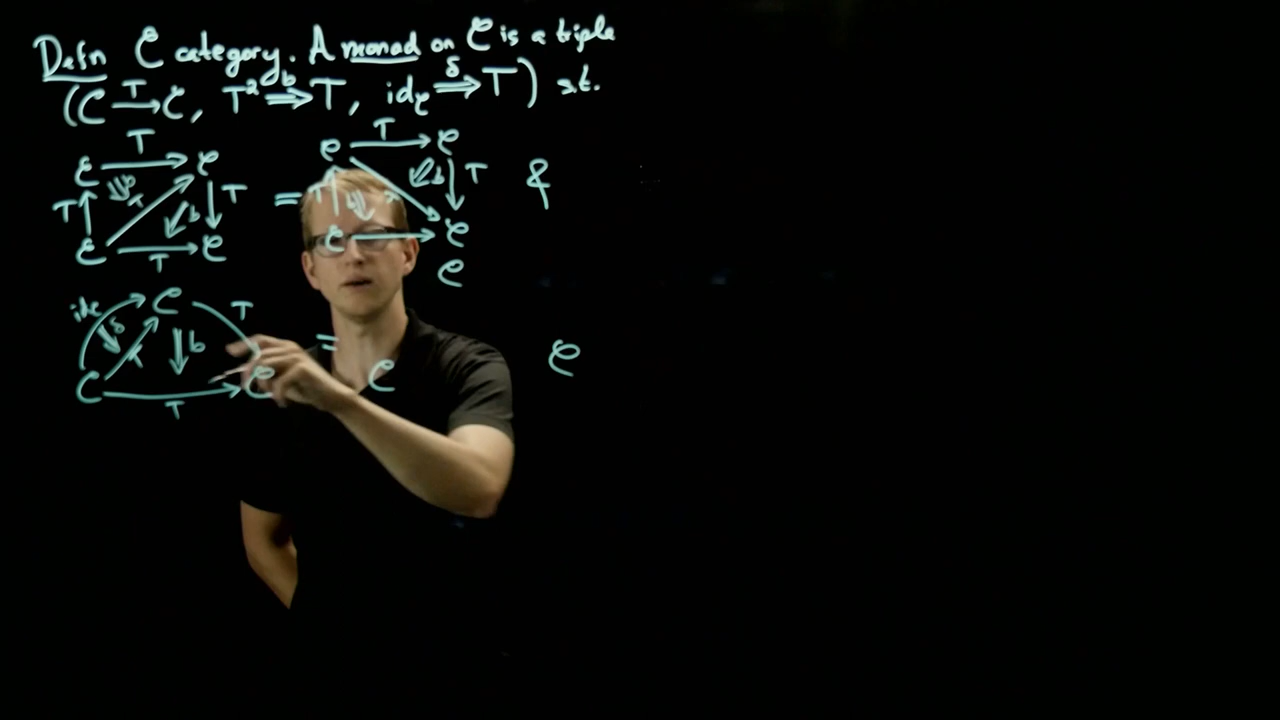 Defn C category. A monad on C is a triple
(C →T C, T² ⇒b T, id_C ⇒δ T) s.t.
T T
C → C C → C
b T b T &
T T T b
C → C = C → C
T
C
id_C C T
δ b =
T
C → C C C
T